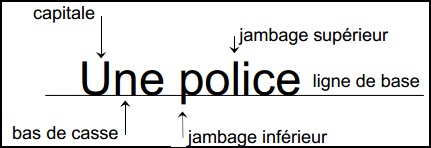 capitale
jambage supérieur
Une police
ligne de base
bas de casse
jambage inférieur